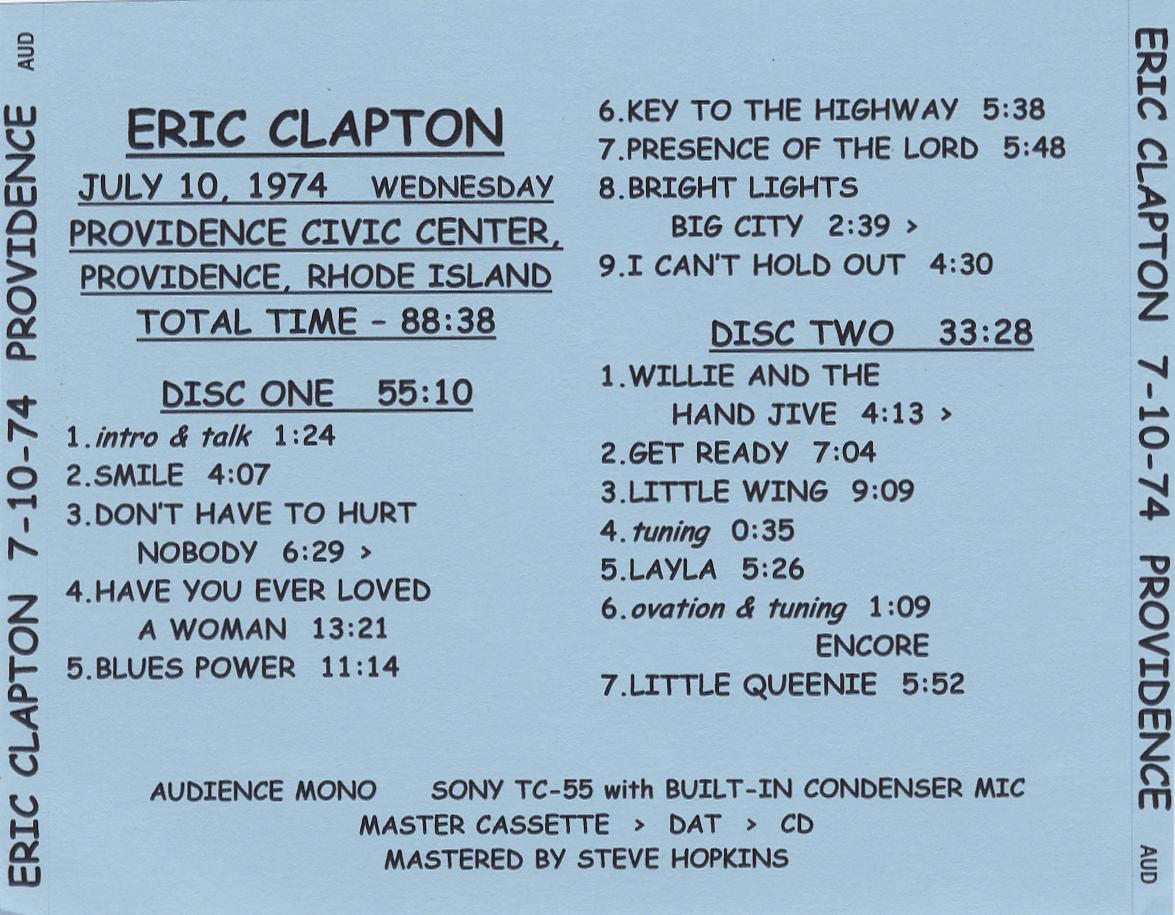 ERIC CLAPTON 7-10-74 PROVIDENCE AUD
ERIC CLAPTON
JULY 10, 1974 WEDNESDAY
PROVIDENCE CIVIC CENTER,
PROVIDENCE, RHODE ISLAND
TOTAL TIME - 88:38
DISC ONE 55:10
1.intro & talk 1:24
2.SMILE 4:07
3.DON'T HAVE TO HURT
NOBODY 6:29 >
4.HAVE YOU EVER LOVED
A WOMAN 13:21
5.BLUES POWER 11:14
6.KEY TO THE HIGHWAY 5:38
7.PRESENCE OF THE LORD 5:48
8.BRIGHT LIGHTS
BIG CITY 2:39 >
9.I CAN'T HOLD OUT 4:30
DISC TWO 33:28
1.WILLIE AND THE
HAND JIVE 4:13 >
2.GET READY 7:04
3.LITTLE WING 9:09
4.tuning 0:35
5.LAYLA 5:26
6.ovation & tuning 1:09
ENCORE
7.LITTLE QUEENIE 5:52
AUDIENCE MONO SONY TC-55 with BUILT-IN CONDENSER MIC
MASTER CASSETTE > DAT > CD
MASTERED BY STEVE HOPKINS
ERIC CLAPTON 7-10-74 PROVIDENCE AUD